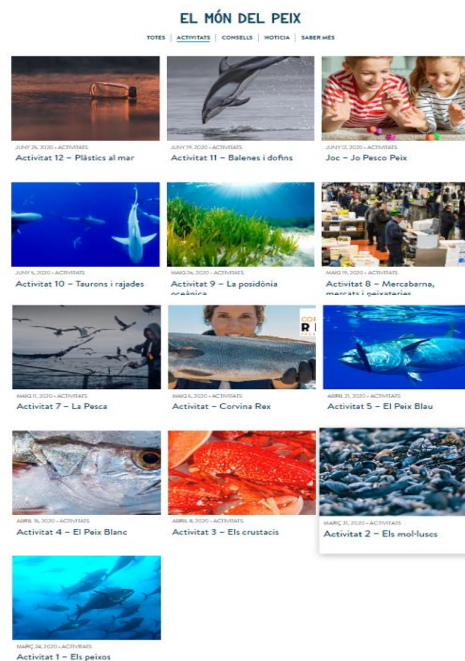 EL MÓN DEL PEIX
TOTES | ACTIVITATS | CONSELLS | NOTICIA | SABER MÉS
JUNY 26, 2020 • ACTIVITATS
Activitat 12 – Plàstics al mar
JUNY 19, 2020 • ACTIVITATS
Activitat 11 – Balenes i dofins
JUNY 12, 2020 • ACTIVITATS
Joc – Jo Pesco Peix
JUNY 5, 2020 • ACTIVITATS
Activitat 10 – Taurons i rajades
MAIG 26, 2020 • ACTIVITATS
Activitat 9 – La posidònia
oceànica
MAIG 19, 2020 • ACTIVITATS
Activitat 8 – Mercabarna,
mercats i peixateries
MAIG 11, 2020 • ACTIVITATS
Activitat 7 – La Pesca
MAIG 5, 2020 • ACTIVITATS
Activitat – Corvina Rex
ABRIL 21, 2020 • ACTIVITATS
Activitat 5 – El Peix Blau
ABRIL 16, 2020 • ACTIVITATS
Activitat 4 – El Peix Blanc
ABRIL 8, 2020 • ACTIVITATS
Activitat 3 – Els crustacis
MARÇ 31, 2020 • ACTIVITATS
Activitat 2 – Els mol·luscs
MARÇ 24, 2020 • ACTIVITATS
Activitat 1 – Els peixos